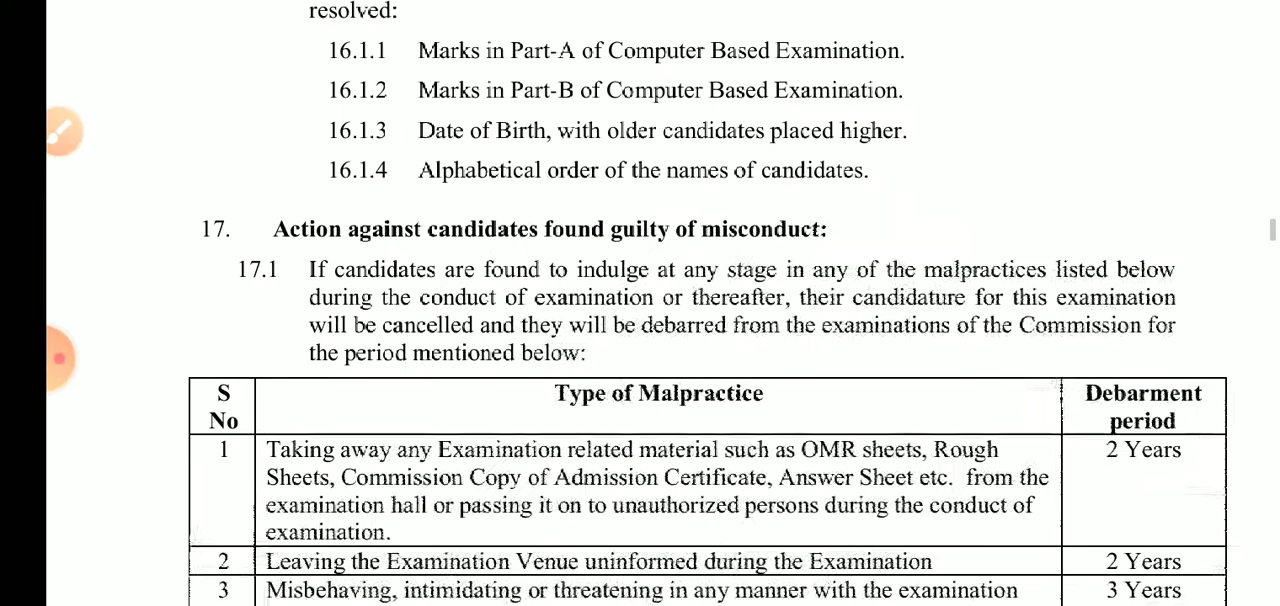 resolved:
16.1.1 Marks in Part-A of Computer Based Examination.
16.1.2 Marks in Part-B of Computer Based Examination.
16.1.3 Date of Birth, with older candidates placed higher.
16.1.4 Alphabetical order of the names of candidates.
17. Action against candidates found guilty of misconduct:
17.1 If candidates are found to indulge at any stage in any of the malpractices listed below
during the conduct of examination or thereafter, their candidature for this examination
will be cancelled and they will be debarred from the examinations of the Commission for
the period mentioned below:
S No Type of Malpractice Debarment period
1 Taking away any Examination related material such as OMR sheets, Rough 2 Years
Sheets, Commission Copy of Admission Certificate, Answer Sheet etc. from the
examination hall or passing it on to unauthorized persons during the conduct of
examination.
2 Leaving the Examination Venue uninformed during the Examination 2 Years
3 Misbehaving, intimidating or threatening in any manner with the examination 3 Years